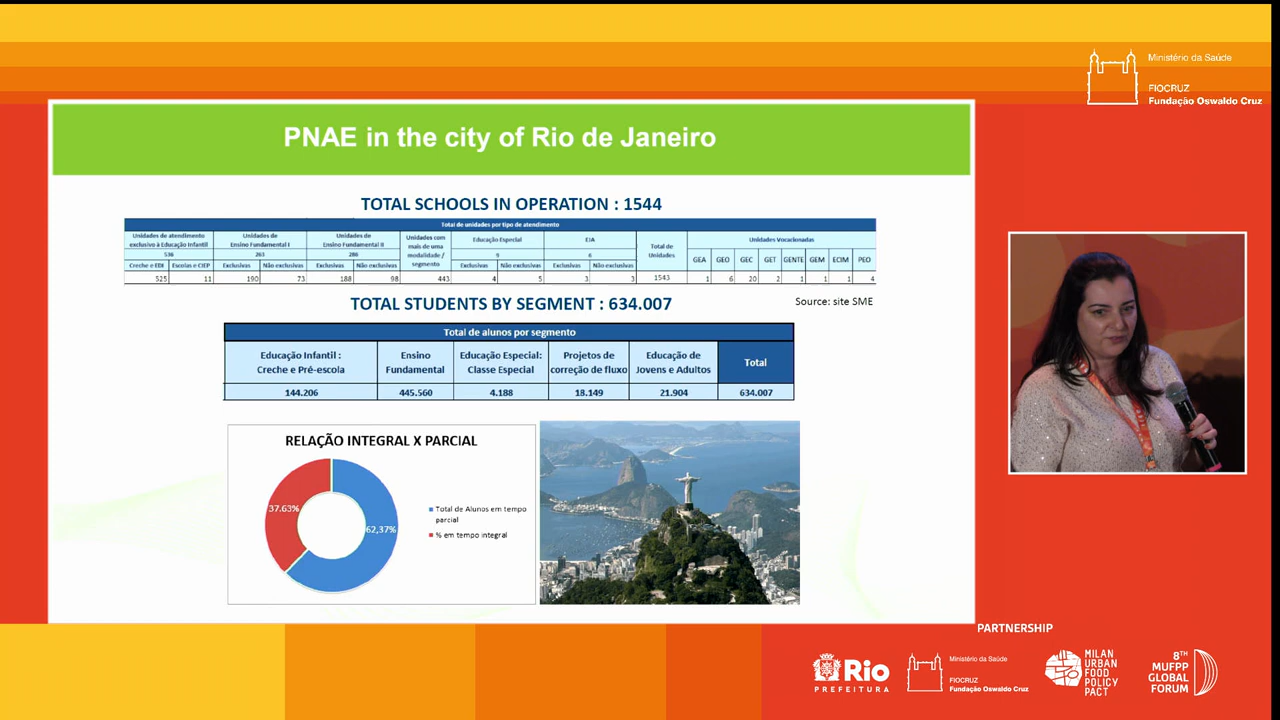 Ministério da Saúde
FIOCRUZ
Fundação Oswaldo Cruz
PNAE in the city of Rio de Janeiro
TOTAL SCHOOLS IN OPERATION : 1544
Total de unidades por tipo de atendimento
Unidades de atendimento exclusivo à Educação Infantil
Unidades de Ensino Fundamental I
Unidades de Ensino Fundamental II
Unidades com mais de uma modalidade / segmento
Educação Especial
EJA
Total de Unidades
Unidades Vocacionadas
536 263 286 9 6
Creche e EDI Escolas e CIEP Exclusivas Não exclusivas Exclusivas Não exclusivas Exclusivas Não exclusivas Exclusivas Não exclusivas GEA GEO GEC GET GENTE GEM ECIM PEO
525 11 190 73 188 98 443 4 5 3 3 1543 1 6 20 2 1 1 1 4
TOTAL STUDENTS BY SEGMENT : 634.007
Source: site SME
Total de alunos por segmento
Educação Infantil : Creche e Pré-escola
Ensino Fundamental
Educação Especial: Classe Especial
Projetos de correção de fluxo
Educação de Jovens e Adultos
Total
144.206 445.560 4.188 18.149 21.904 634.007
RELAÇÃO INTEGRAL X PARCIAL
37.63%
62,37%
Total de Alunos em tempo parcial
% em tempo integral
PARTNERSHIP
Rio
PREFEITURA
Ministério da Saúde
FIOCRUZ
Fundação Oswaldo Cruz
MILAN
URBAN
FOOD
POLICY
PACT
8TH
MUFPP
GLOBAL
FORUM